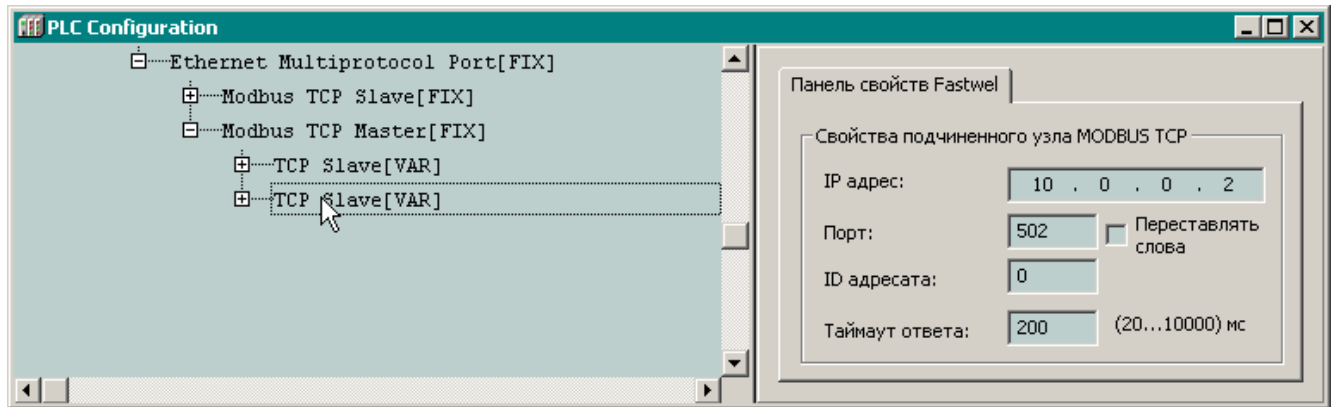 PLC Configuration
Ethernet Multiprotocol Port[FIX]
Modbus TCP Slave[FIX]
Modbus TCP Master[FIX]
TCP Slave[VAR]
TCP Slave[VAR]
Панель свойств Fastwel
Свойства подчиненного узла MODBUS TCP
IP адрес: 10 . 0 . 0 . 2
Порт: 502 Переставлять
слова
ID адресата: 0
Таймаут ответа: 200 (20...10000) мс